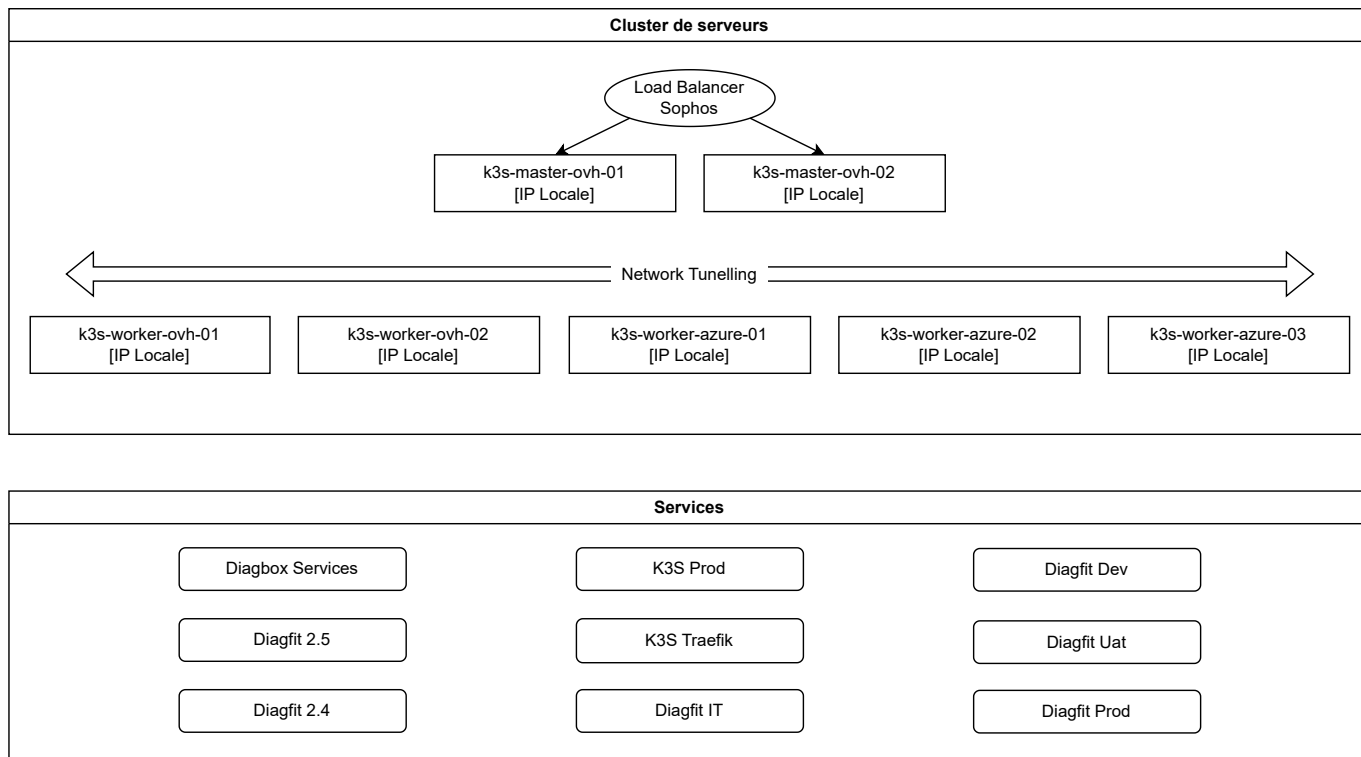 Cluster de serveurs
Load Balancer
Sophos
k3s-master-ovh-01
[IP Locale]
k3s-master-ovh-02
[IP Locale]
Network Tunelling
k3s-worker-ovh-01
[IP Locale]
k3s-worker-ovh-02
[IP Locale]
k3s-worker-azure-01
[IP Locale]
k3s-worker-azure-02
[IP Locale]
k3s-worker-azure-03
[IP Locale]
Services
Diagbox Services
K3S Prod
Diagfit Dev
Diagfit 2.5
K3S Traefik
Diagfit Uat
Diagfit 2.4
Diagfit IT
Diagfit Prod